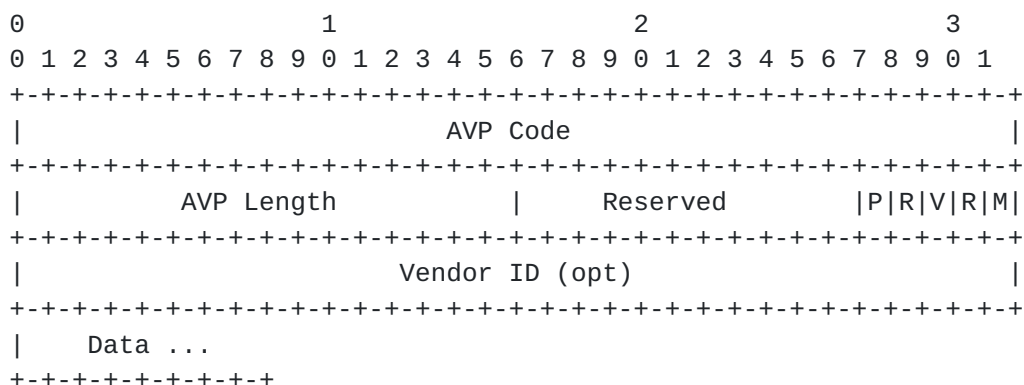 0                   1                   2                   3
0 1 2 3 4 5 6 7 8 9 0 1 2 3 4 5 6 7 8 9 0 1 2 3 4 5 6 7 8 9 0 1
+-+-+-+-+-+-+-+-+-+-+-+-+-+-+-+-+-+-+-+-+-+-+-+-+-+-+-+-+-+-+-+-+
|                           AVP Code                            |
+-+-+-+-+-+-+-+-+-+-+-+-+-+-+-+-+-+-+-+-+-+-+-+-+-+-+-+-+-+-+-+-+
|          AVP Length           |     Reserved        |P|R|V|R|M|
+-+-+-+-+-+-+-+-+-+-+-+-+-+-+-+-+-+-+-+-+-+-+-+-+-+-+-+-+-+-+-+-+
|                        Vendor ID (opt)                        |
+-+-+-+-+-+-+-+-+-+-+-+-+-+-+-+-+-+-+-+-+-+-+-+-+-+-+-+-+-+-+-+-+
|    Data ...
+-+-+-+-+-+-+-+-+